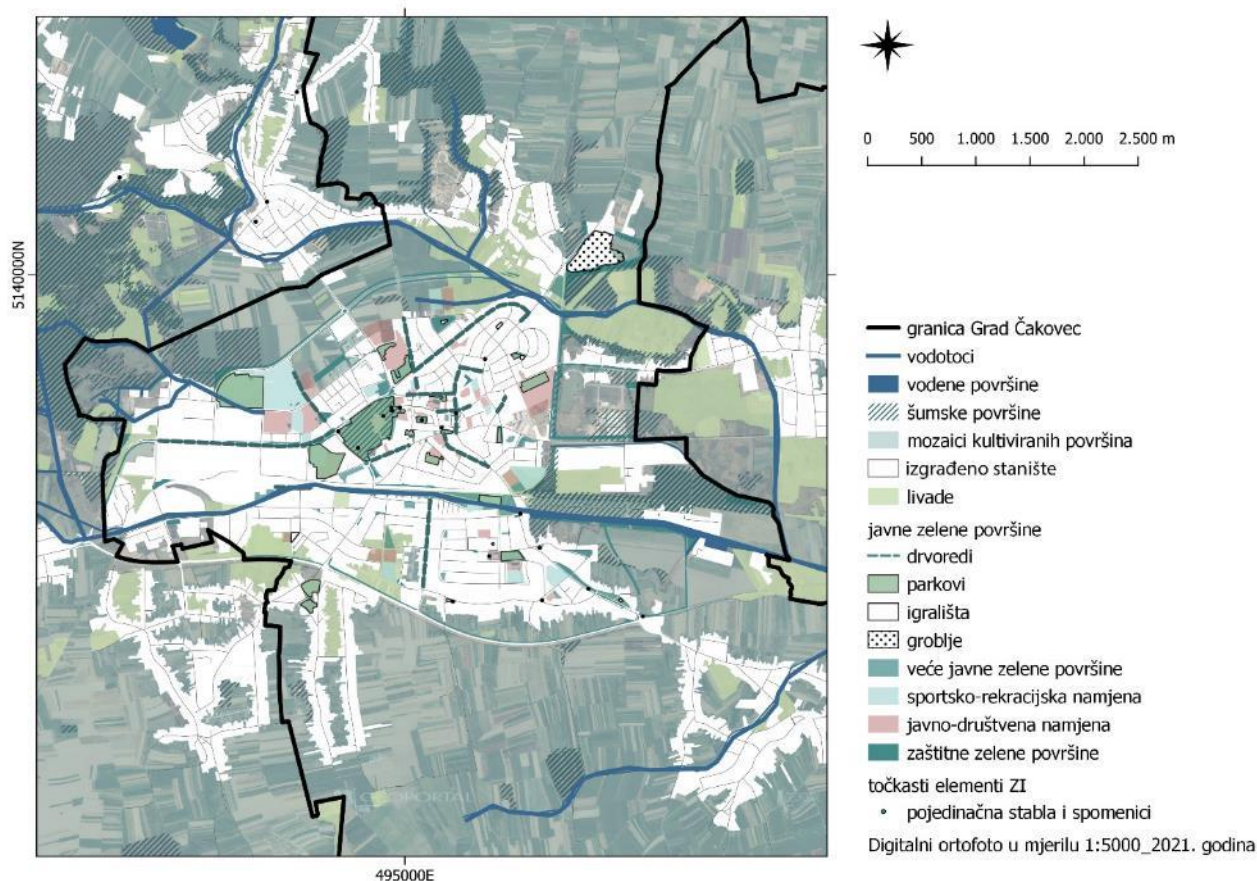 0 500 1.000 1.500 2.000 2.500 m
5140000N
495000E
GEOPORTAL
granica Grad Čakovec
vodotoci
vodene površine
šumske površine
mozaici kultiviranih površina
izgrađeno stanište
livade
javne zelene površine
drvoredi
parkovi
igrališta
groblje
veće javne zelene površine
sportsko-rekracijska namjena
javno-društvena namjena
zaštitne zelene površine
točkasti elementi ZI
pojedinačna stabla i spomenici
Digitalni ortofoto u mjerilu 1:5000_2021. godina